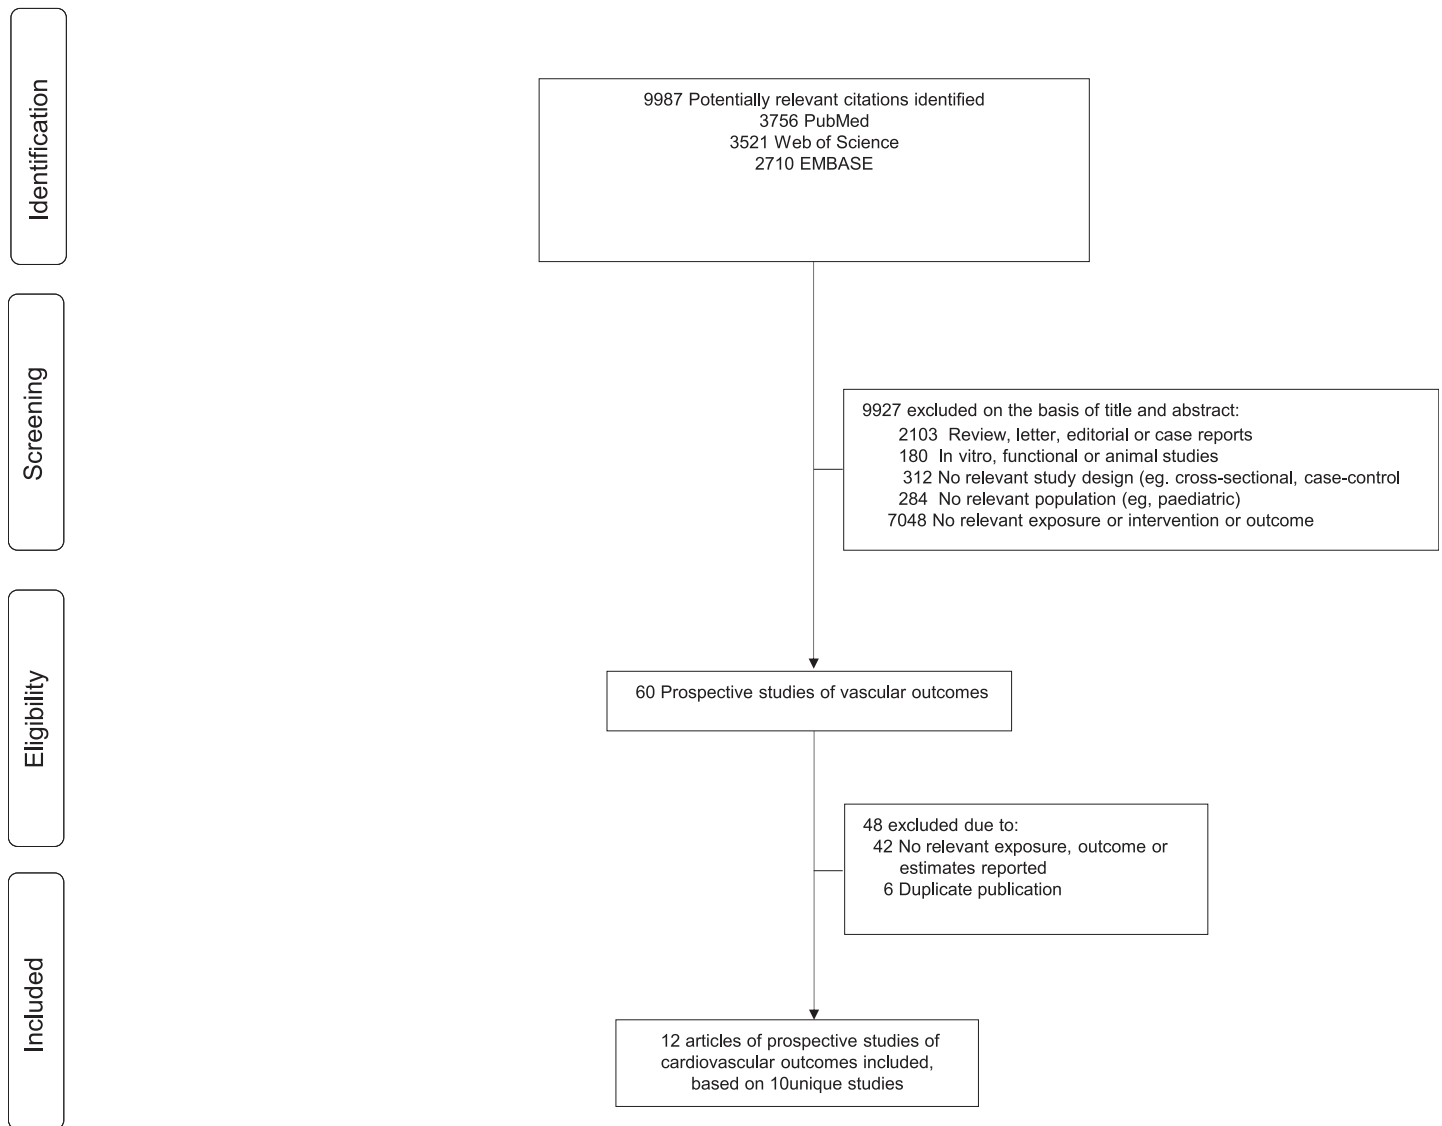 Identification
9987 Potentially relevant citations identified
3756 PubMed
3521 Web of Science
2710 EMBASE
Screening
9927 excluded on the basis of title and abstract:
2103 Review, letter, editorial or case reports
180 In vitro, functional or animal studies
312 No relevant study design (eg. cross-sectional, case-control
284 No relevant population (eg, paediatric)
7048 No relevant exposure or intervention or outcome
Eligibility
60 Prospective studies of vascular outcomes
48 excluded due to:
42 No relevant exposure, outcome or
estimates reported
6 Duplicate publication
Included
12 articles of prospective studies of
cardiovascular outcomes included,
based on 10unique studies